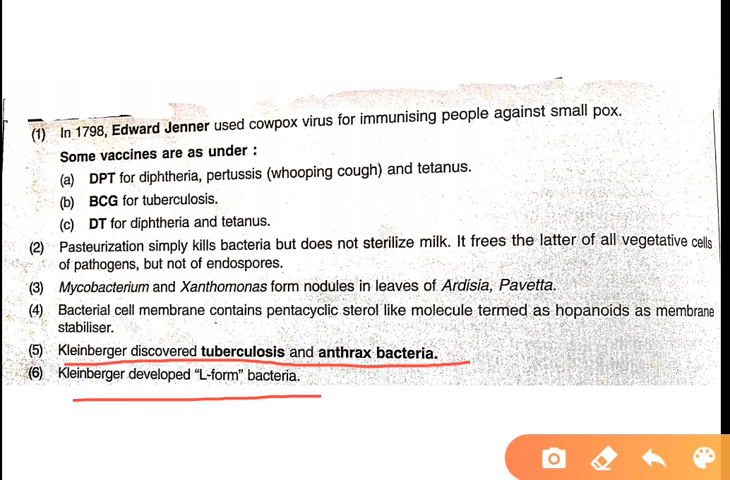 (1) In 1798, Edward Jenner used cowpox virus for immunising people against small pox.
Some vaccines are as under :
(a) DPT for diphtheria, pertussis (whooping cough) and tetanus.
(b) BCG for tuberculosis.
(c) DT for diphtheria and tetanus.
(2) Pasteurization simply kills bacteria but does not sterilize milk. It frees the latter of all vegetative cells
of pathogens, but not of endospores.
(3) Mycobacterium and Xanthomonas form nodules in leaves of Ardisia, Pavetta.
(4) Bacterial cell membrane contains pentacyclic sterol like molecule termed as hopanoids as membrane
stabiliser.
(5) Kleinberger discovered tuberculosis and anthrax bacteria.
(6) Kleinberger developed "L-form" bacteria.